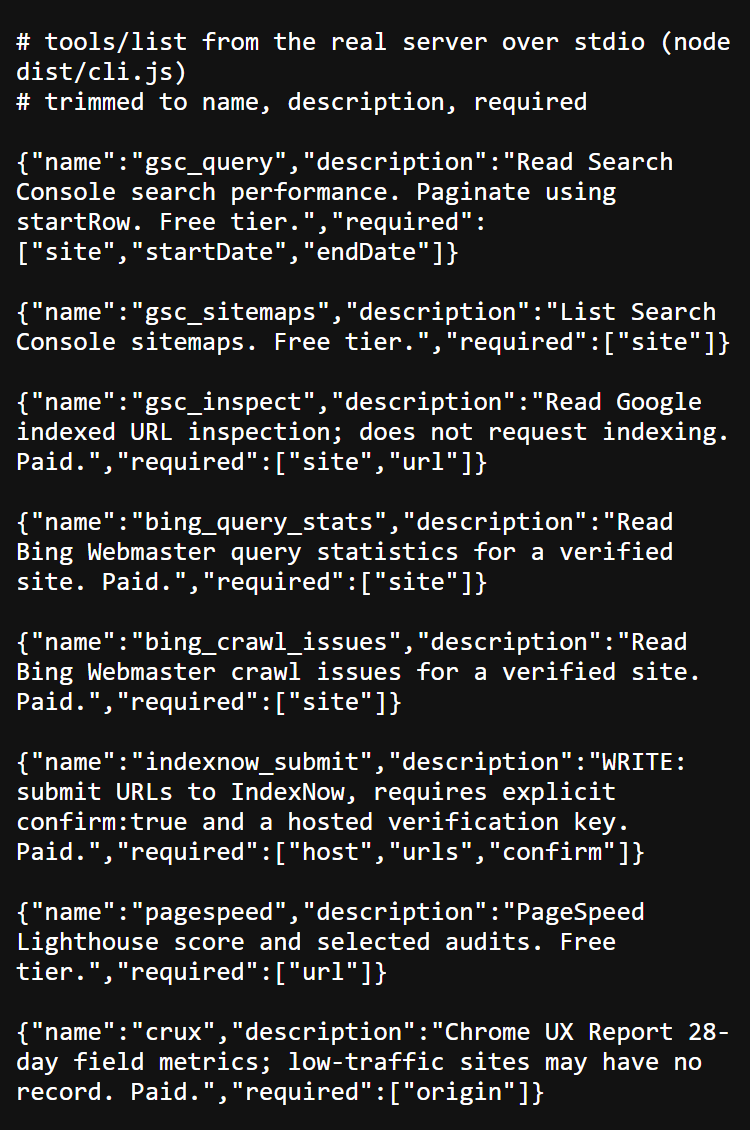 # tools/list from the real server over stdio (node
dist/cli.js)
# trimmed to name, description, required
{"name":"gsc_query","description":"Read Search
Console search performance. Paginate using
startRow. Free tier.","required":
["site","startDate","endDate"]}
{"name":"gsc_sitemaps","description":"List Search
Console sitemaps. Free tier.","required":["site"]}
{"name":"gsc_inspect","description":"Read Google
indexed URL inspection; does not request indexing.
Paid.","required":["site","url"]}
{"name":"bing_query_stats","description":"Read
Bing Webmaster query statistics for a verified
site. Paid.","required":["site"]}
{"name":"bing_crawl_issues","description":"Read
Bing Webmaster crawl issues for a verified site.
Paid.","required":["site"]}
{"name":"indexnow_submit","description":"WRITE:
submit URLs to IndexNow, requires explicit
confirm:true and a hosted verification key.
Paid.","required":["host","urls","confirm"]}
{"name":"pagespeed","description":"PageSpeed
Lighthouse score and selected audits. Free
tier.","required":["url"]}
{"name":"crux","description":"Chrome UX Report 28-
day field metrics; low-traffic sites may have no
record. Paid.","required":["origin"]}